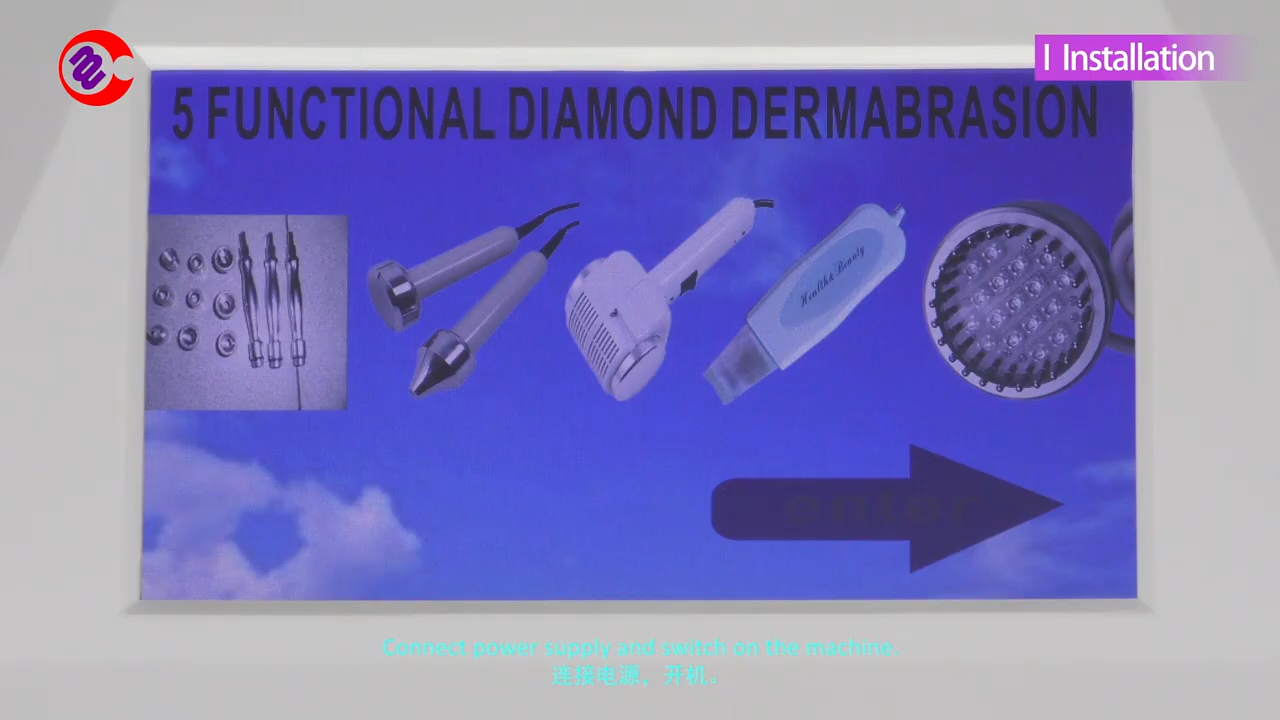 I Installation
5 FUNCTIONAL DIAMOND DERMABRASION
Health&Beauty
enter
Connect power supply and switch on the machine.
连接电源，开机。